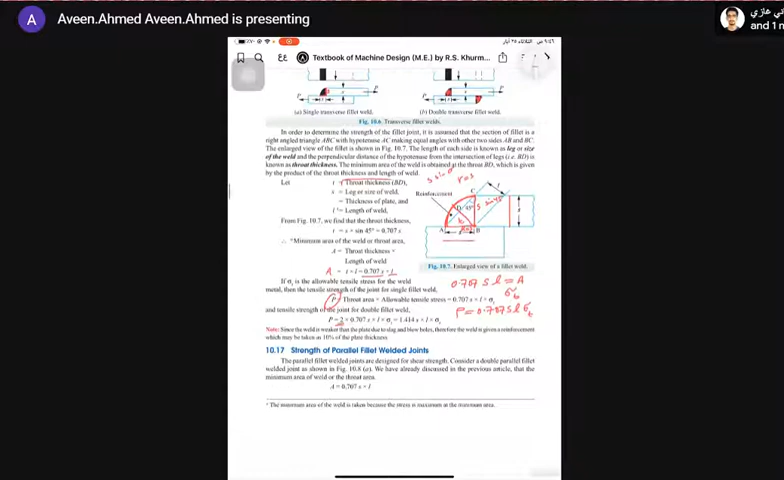 A Aveen.Ahmed Aveen.Ahmed is presenting
and 1 m
Textbook of Machine Design (M.E.) by R.S. Khurm...
P
P
(a) Single transverse fillet weld.
(b) Double transverse fillet weld.
Fig. 10.6. Transverse fillet welds.
In order to determine the strength of the fillet joint, it is assumed that the section of fillet is a
right angled triangle ABC with hypotenuse AC making equal angles with other two sides AB and BC.
The enlarged view of the fillet is shown in Fig. 10.7. The length of each side is known as leg or size
of the weld and the perpendicular distance of the hypotenuse from the intersection of legs (i.e. BD) is
known as throat thickness. The minimum area of the weld is obtained at the throat BD, which is given
by the product of the throat thickness and length of weld.
Let t = Throat thickness (BD),
s = Leg or size of weld,
= Thickness of plate, and
l = Length of weld,
Reinforcement
C
D
45°
A
B
s sin 45
From Fig. 10.7, we find that the throat thickness,
t = s × sin 45° = 0.707 s
∴ *Minimum area of the weld or throat area,
A = Throat thickness ×
Length of weld
A = t × l = 0.707 s × l
Fig. 10.7. Enlarged view of a fillet weld.
If σt is the allowable tensile stress for the weld
metal, then the tensile strength of the joint for single fillet weld,
P Throat area × Allowable tensile stress = 0.707 s × l × σt
and tensile strength of the joint for double fillet weld,
P = 2 × 0.707 s × l × σt = 1.414 s × l × σt
0.707 s l = A
σt
P = 0.707 s l σt
Note: Since the weld is weaker than the plate due to slag and blow holes, therefore the weld is given a reinforcement
which may be taken as 10% of the plate thickness
10.17 Strength of Parallel Fillet Welded Joints
The parallel fillet welded joints are designed for shear strength. Consider a double parallel fillet
welded joint as shown in Fig. 10.8 (a). We have already discussed in the previous article, that the
minimum area of weld or the throat area,
A = 0.707 s × l
* The minimum area of the weld is taken because the stress is maximum at the minimum area.